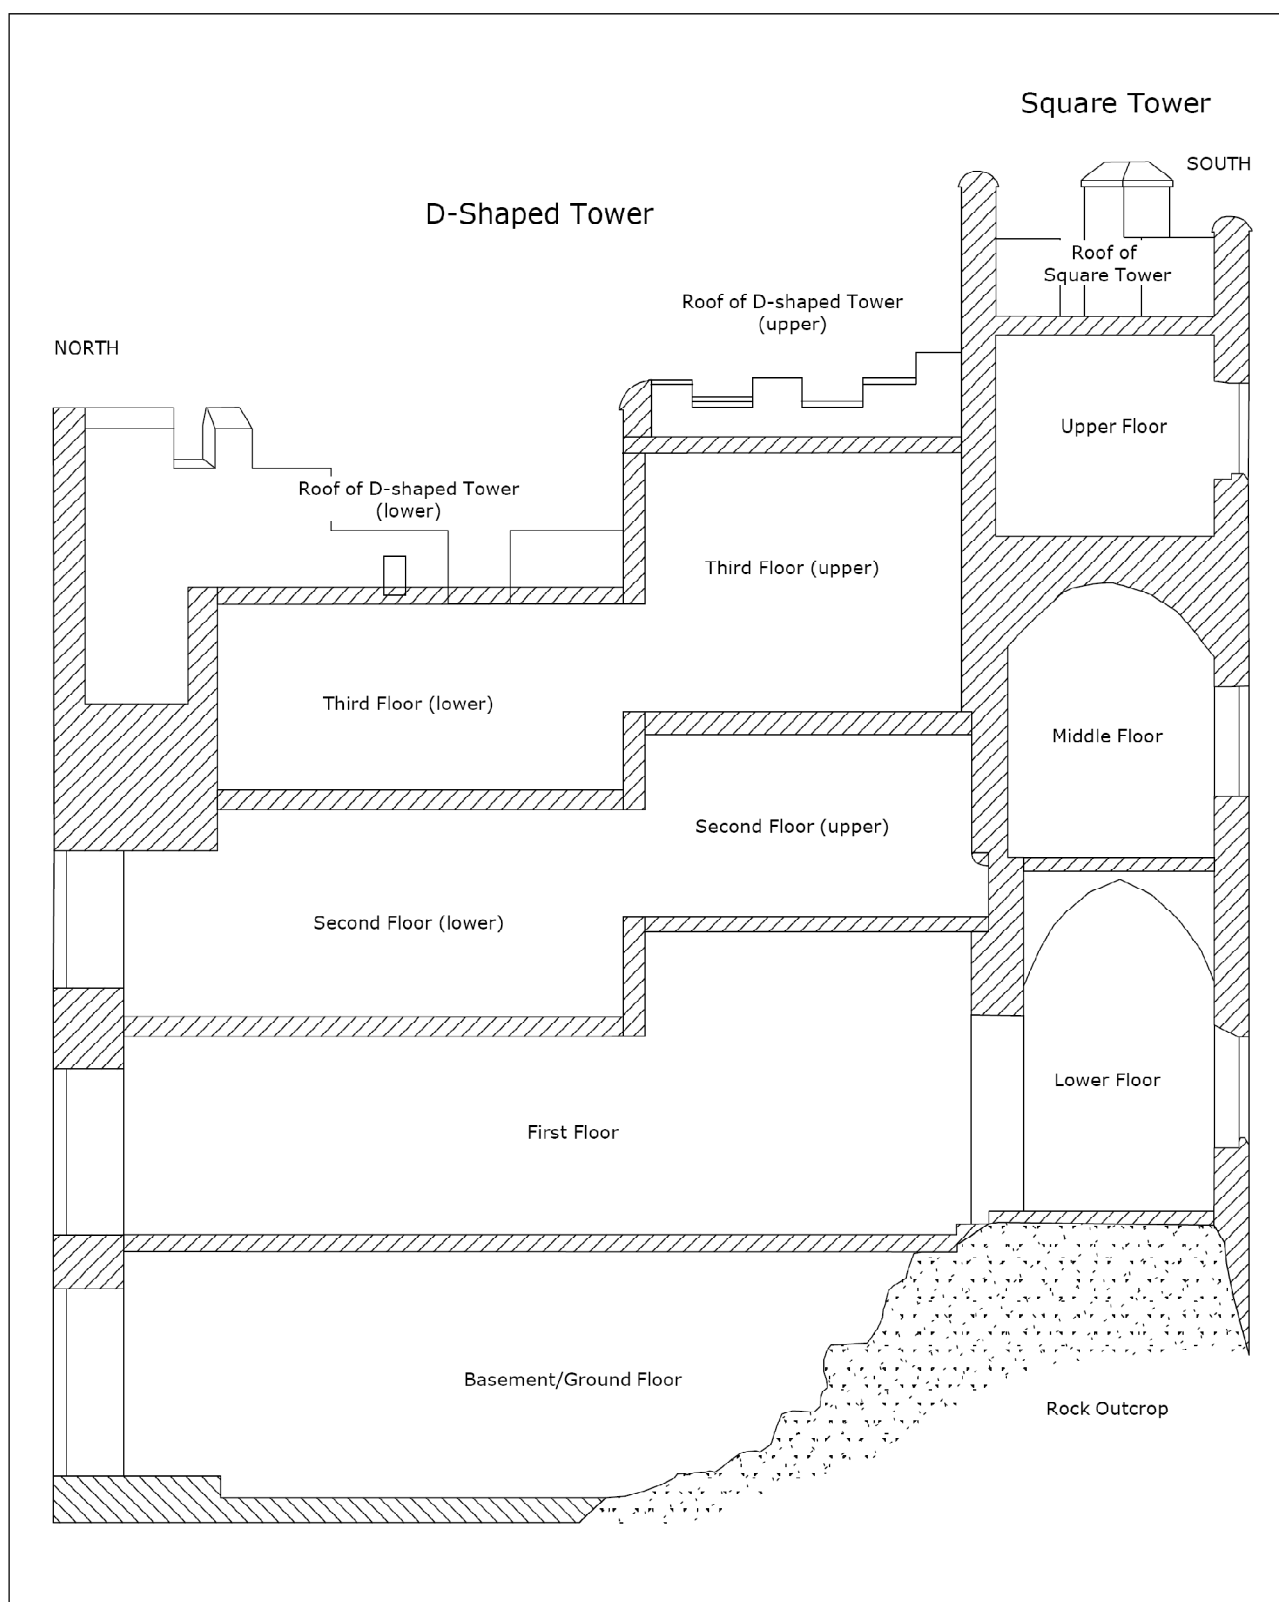 Square Tower
SOUTH
D-Shaped Tower
Roof of
Square Tower
Roof of D-shaped Tower
(upper)
NORTH
Upper Floor
Roof of D-shaped Tower
(lower)
Third Floor (upper)
Third Floor (lower)
Middle Floor
Second Floor (upper)
Second Floor (lower)
Lower Floor
First Floor
Basement/Ground Floor
Rock Outcrop